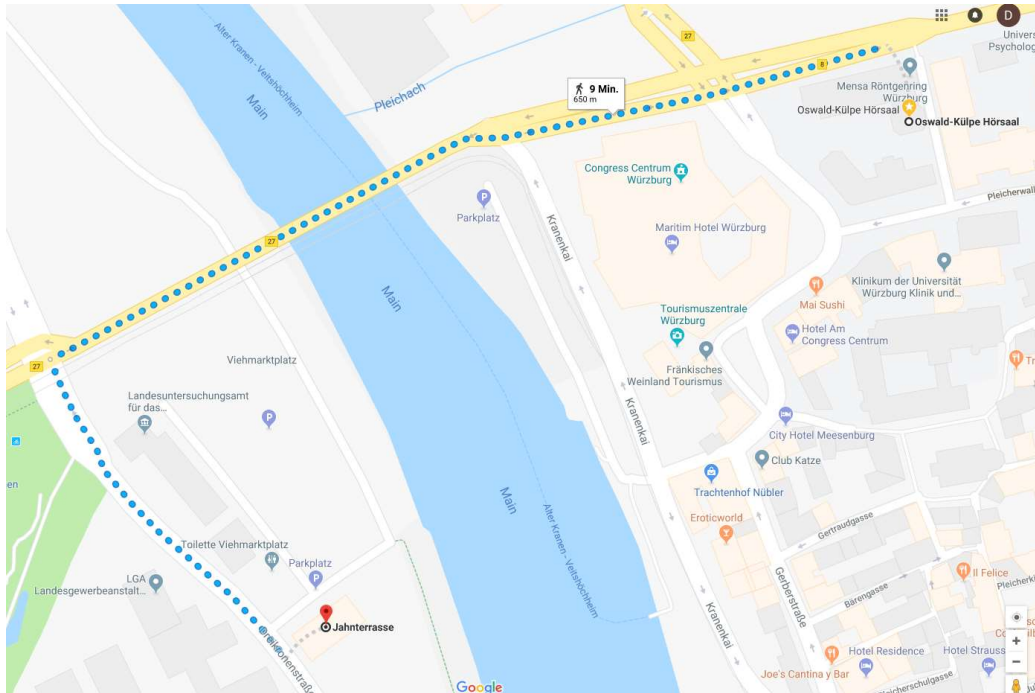 27
D
Univers
Psycholog
Alter Kranen - Veitshöchheim
Main
Pleichach
9 Min.
650 m
8
Mensa Röntgenring
Würzburg
Oswald-Külpe Hörsaal
Oswald-Külpe Hörsaal
Congress Centrum
Würzburg
Parkplatz
Kranenkai
Pleicherwall
Maritim Hotel Würzburg
27
Klinikum der Universität
Würzburg Klinik und...
Main
Mai Sushi
Tourismuszentrale
Würzburg
Hotel Am
Congress Centrum
27
Viehmarktplatz
Fränkisches
Weinland Tourismus
Landesuntersuchungsamt
für das...
Kranenkai
City Hotel Meesenburg
Club Katze
Main
Alter Kranen - Veitshöchheim
Trachtenhof Nübler
Eroticworld
Gertraudgasse
Toilette Viehmarktplatz
Parkplatz
LGA
Landesgewerbeanstalt...
Il Felice
Bärengasse
Gerberstraße
Kranenkai
Jahnterrasse
Hotel Residence
Hotel Strauss
Joe's Cantina y Bar
Google